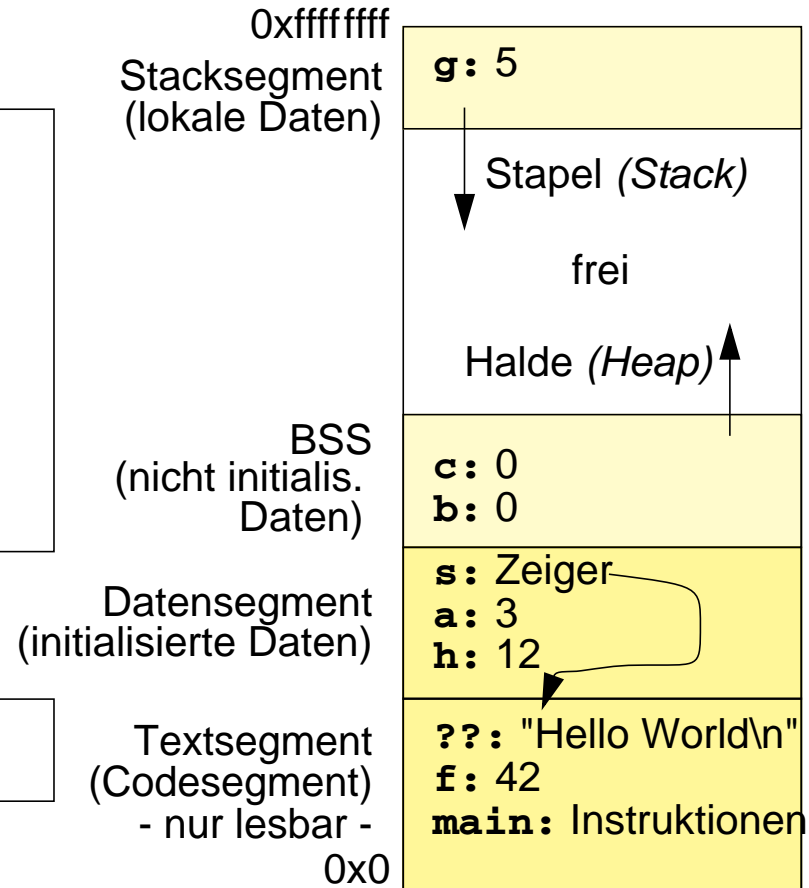 0xffffffff
Stacksegment
(lokale Daten)
g: 5
Stapel (Stack)
frei
Halde (Heap)
BSS
(nicht initialis.
Daten)
c: 0
b: 0
Datensegment
(initialisierte Daten)
s: Zeiger
a: 3
h: 12
Textsegment
(Codesegment)
- nur lesbar -
0x0
??: "Hello World\n"
f: 42
main: Instruktionen